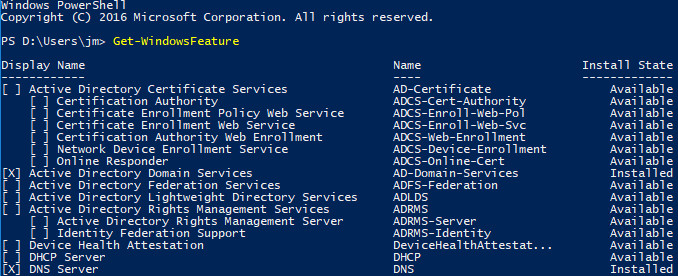 Windows PowerShell
Copyright (C) 2016 Microsoft Corporation. All rights reserved.
PS D:\Users\jm> Get-WindowsFeature
Display Name Name Install State
------------ ---- -------------
[ ] Active Directory Certificate Services AD-Certificate Available
[ ] Certification Authority ADCS-Cert-Authority Available
[ ] Certificate Enrollment Policy Web Service ADCS-Enroll-Web-Pol Available
[ ] Certificate Enrollment Web Service ADCS-Enroll-Web-Svc Available
[ ] Certification Authority Web Enrollment ADCS-Web-Enrollment Available
[ ] Network Device Enrollment Service ADCS-Device-Enrollment Available
[ ] Online Responder ADCS-Online-Cert Available
[X] Active Directory Domain Services AD-Domain-Services Installed
[ ] Active Directory Federation Services ADFS-Federation Available
[ ] Active Directory Lightweight Directory Services ADLDS Available
[ ] Active Directory Rights Management Services ADRMS Available
[ ] Active Directory Rights Management Server ADRMS-Server Available
[ ] Identity Federation Support ADRMS-Identity Available
[ ] Device Health Attestation DeviceHealthAttestat... Available
[ ] DHCP Server DHCP Available
[X] DNS Server DNS Installed